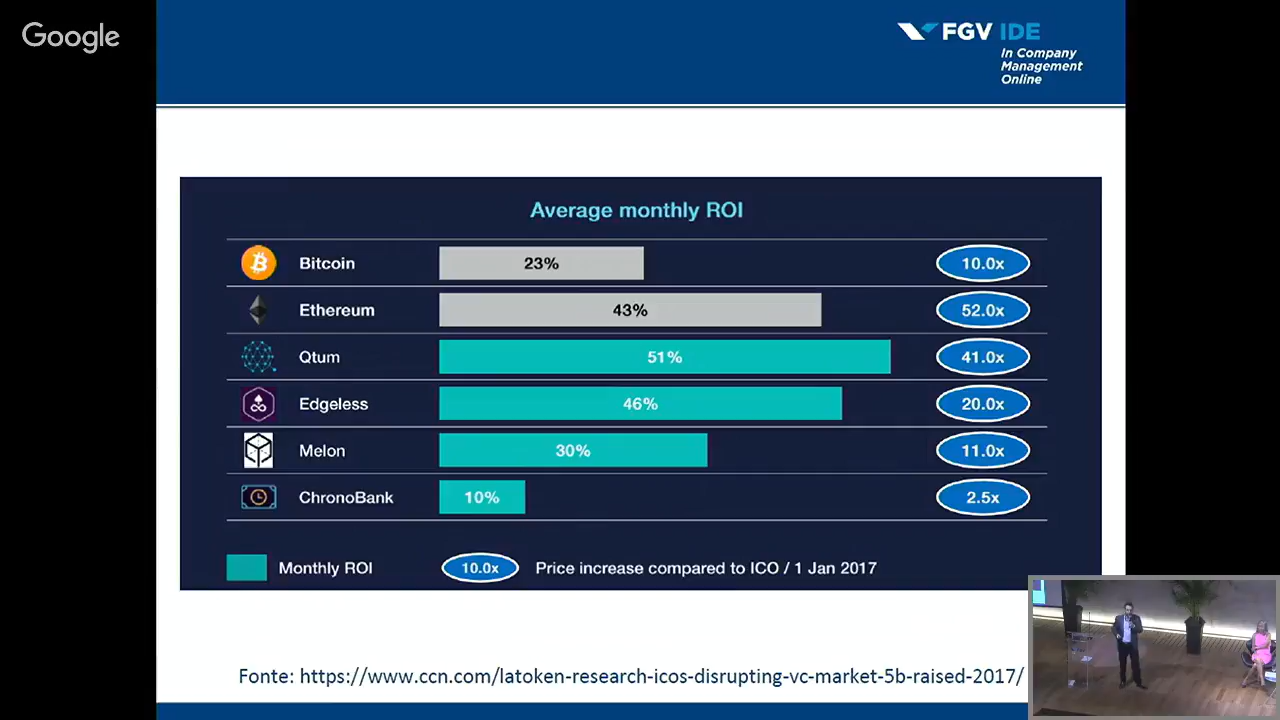 Google
FGV IDE
In Company
Management
Online
Average monthly ROI
Bitcoin 23% 10.0x
Ethereum 43% 52.0x
Qtum 51% 41.0x
Edgeless 46% 20.0x
Melon 30% 11.0x
ChronoBank 10% 2.5x
Monthly ROI 10.0x Price increase compared to ICO / 1 Jan 2017
Fonte: https://www.ccn.com/latoken-research-icos-disrupting-vc-market-5b-raised-2017/